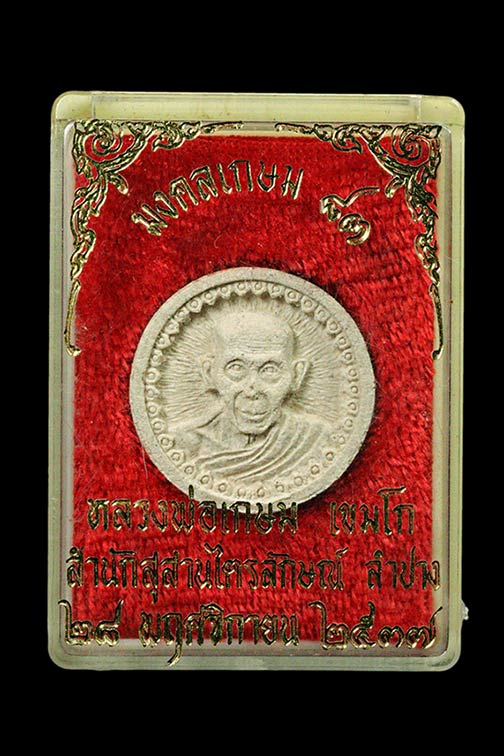 มงคลเกษม ๘๓
หลวงพ่อเกษม เขมโก
สำนักสุสานไตรลักษณ์ ลำปาง
๒๘ พฤศจิกายน ๒๕๓๗